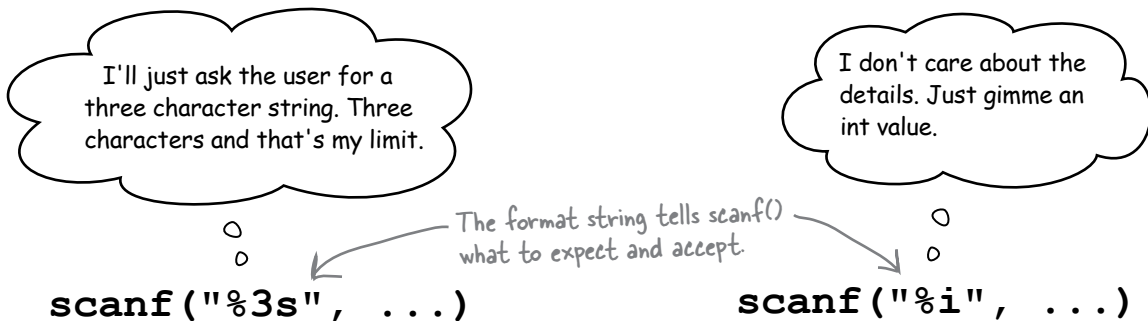 I'll just ask the user for a
three character string. Three
characters and that's my limit.
I don't care about the
details. Just gimme an
int value.
The format string tells scanf()
what to expect and accept.
scanf("%3s", ...)
scanf("%i", ...)